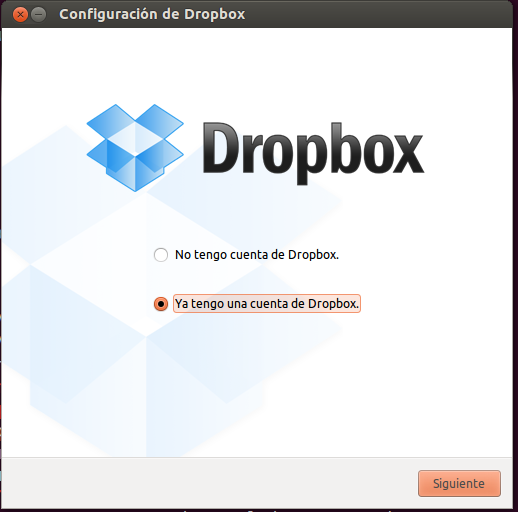 Configuración de Dropbox
Dropbox
No tengo cuenta de Dropbox.
Ya tengo una cuenta de Dropbox.
Siguiente